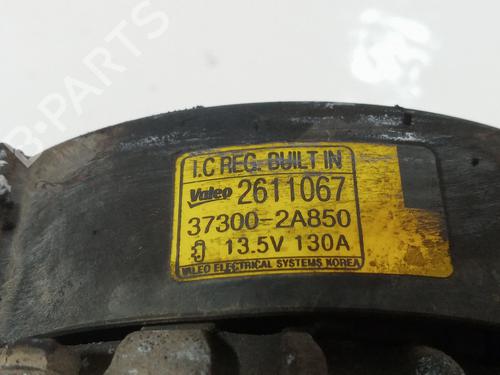 B-PARTS
I.C REG. BUILT IN
Valeo 2611067
37300-2A850
13.5V 130A
VALEO ELECTRICAL SYSTEMS KOREA